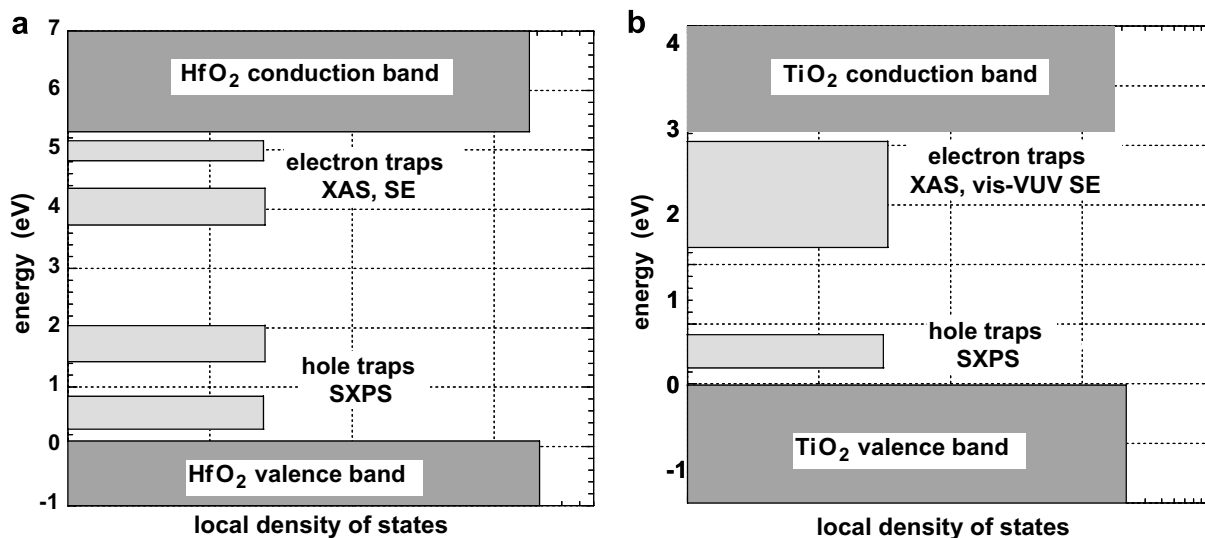 a
7
6
5
4
3
2
1
0
-1
energy (eV)
HfO2 conduction band
electron traps
XAS, SE
hole traps
SXPS
HfO2 valence band
local density of states
b
4
3
2
1
0
-1
energy (eV)
TiO2 conduction band
electron traps
XAS, vis-VUV SE
hole traps
SXPS
TiO2 valence band
local density of states